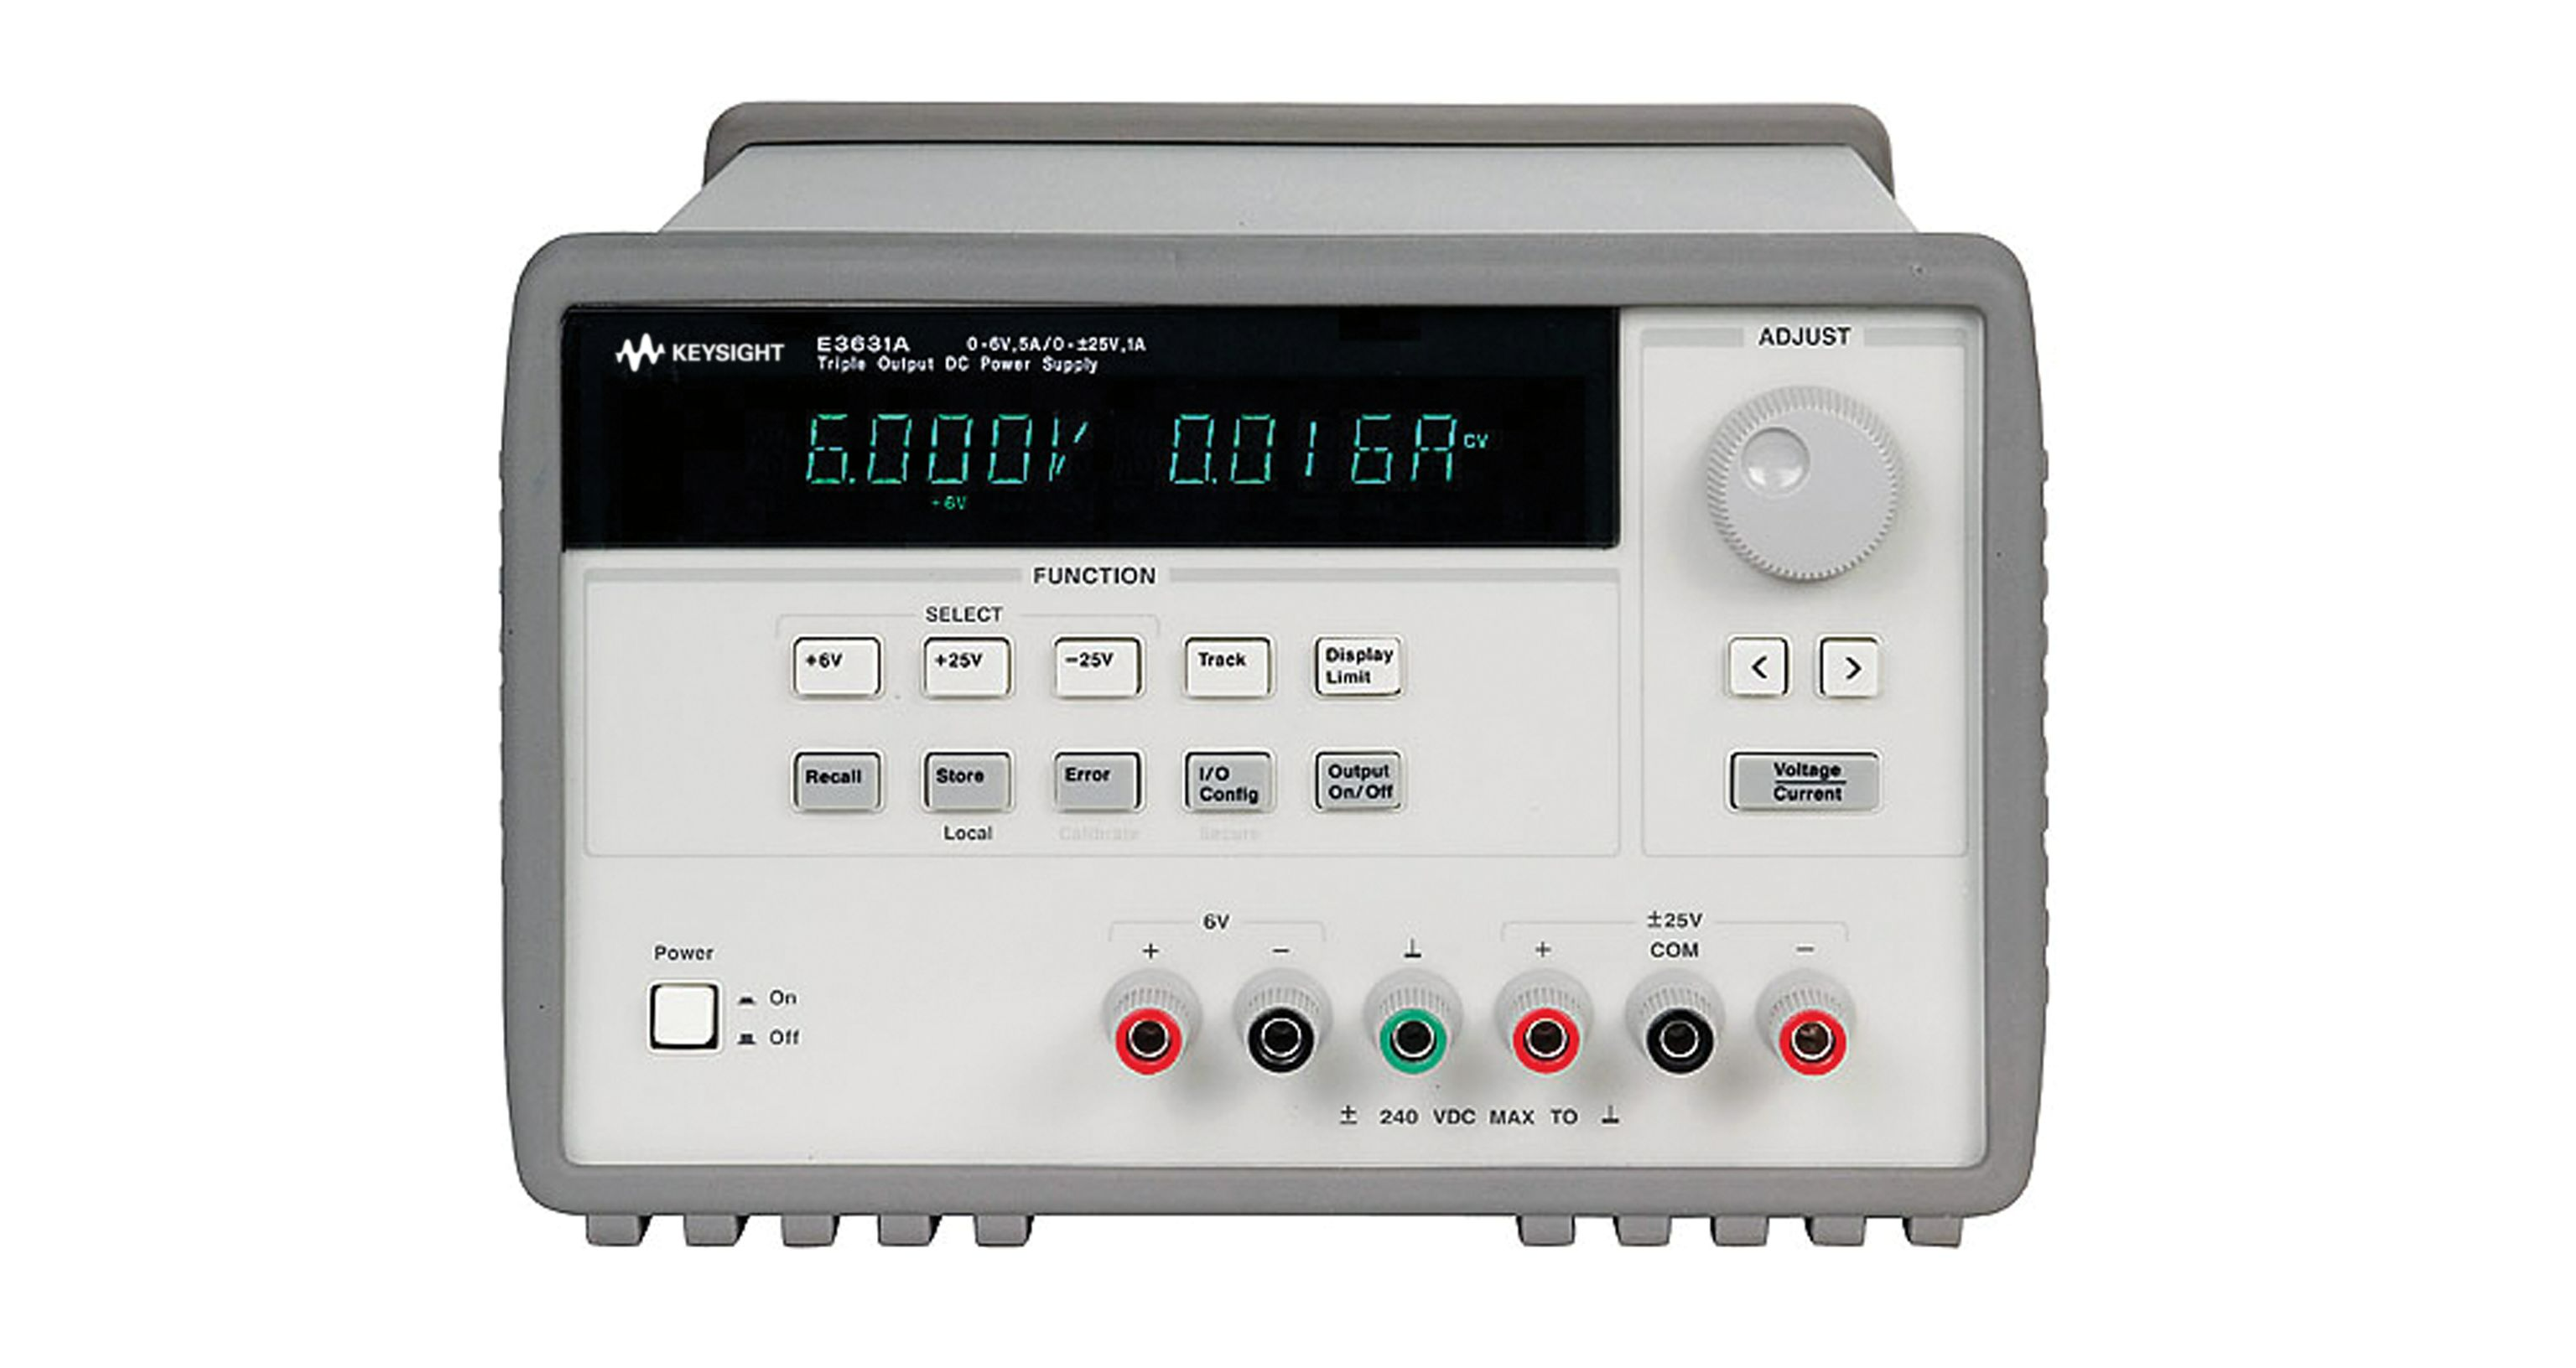 KEYSIGHT E3631A 0-6V,5A/0-±25V,1A
Triple Output DC Power Supply
6.000V 0.016A CV
+6V
ADJUST
FUNCTION
SELECT
+6V +25V -25V Track Display Limit
< >
Recall Store Error I/O Config Output On/Off
Voltage
Current
Local Calibrate Secure
6V ±25V
Power
+ - ⊥ + COM -
On
Off
± 240 VDC MAX TO ⊥